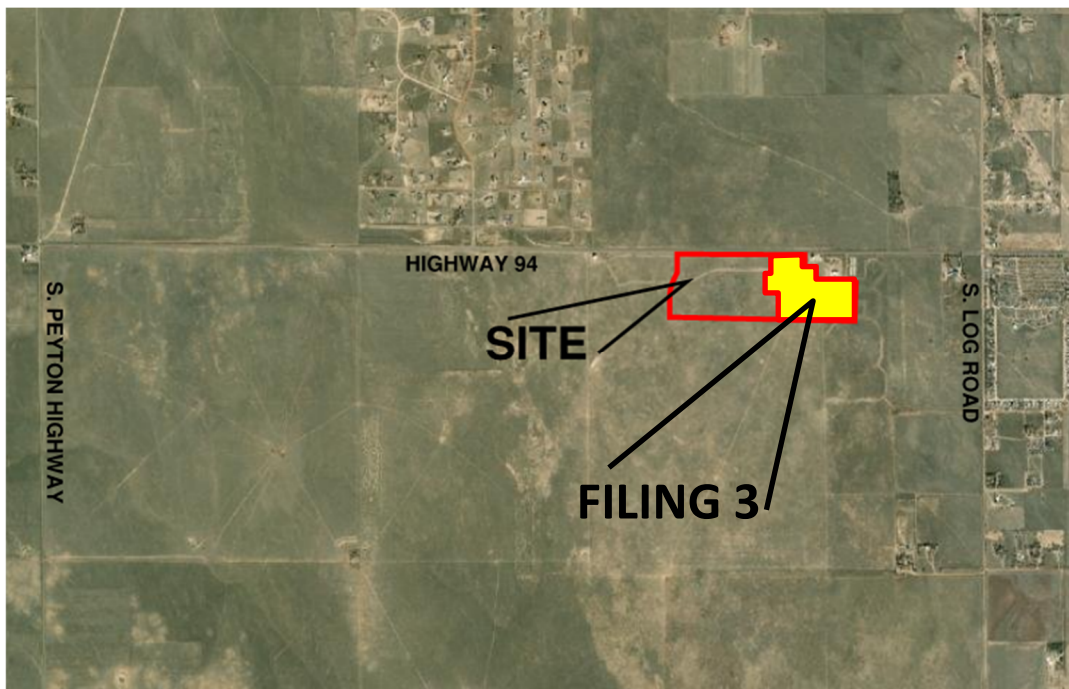 HIGHWAY 94
S. PEYTON HIGHWAY
SITE
S. LOG ROAD
FILING 3